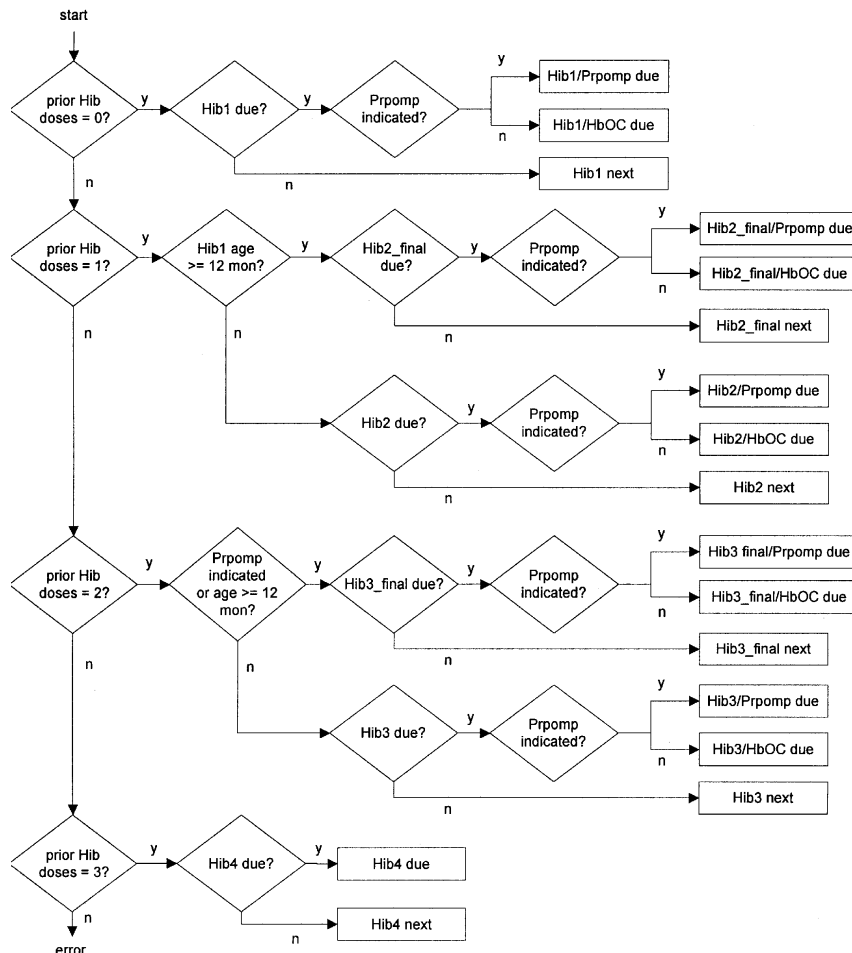 start
prior Hib
doses = 0?
y
Hib1 due?
y
Prpomp
indicated?
y
Hib1/Prpomp due
n
Hib1/HbOC due
n
Hib1 next
n
prior Hib
doses = 1?
y
Hib1 age
>= 12 mon?
y
Hib2_final
due?
y
Prpomp
indicated?
y
Hib2_final/Prpomp due
n
Hib2_final/HbOC due
n
Hib2_final next
n
n
Hib2 due?
y
Prpomp
indicated?
y
Hib2/Prpomp due
n
Hib2/HbOC due
n
Hib2 next
prior Hib
doses = 2?
y
Prpomp
indicated
or age >= 12
mon?
y
Hib3_final due?
y
Prpomp
indicated?
y
Hib3 final/Prpomp due
n
Hib3_final/HbOC due
n
Hib3_final next
n
n
Hib3 due?
y
Prpomp
indicated?
y
Hib3/Prpomp due
n
Hib3/HbOC due
n
Hib3 next
prior Hib
doses = 3?
y
Hib4 due?
y
Hib4 due
n
Hib4 next
n
error